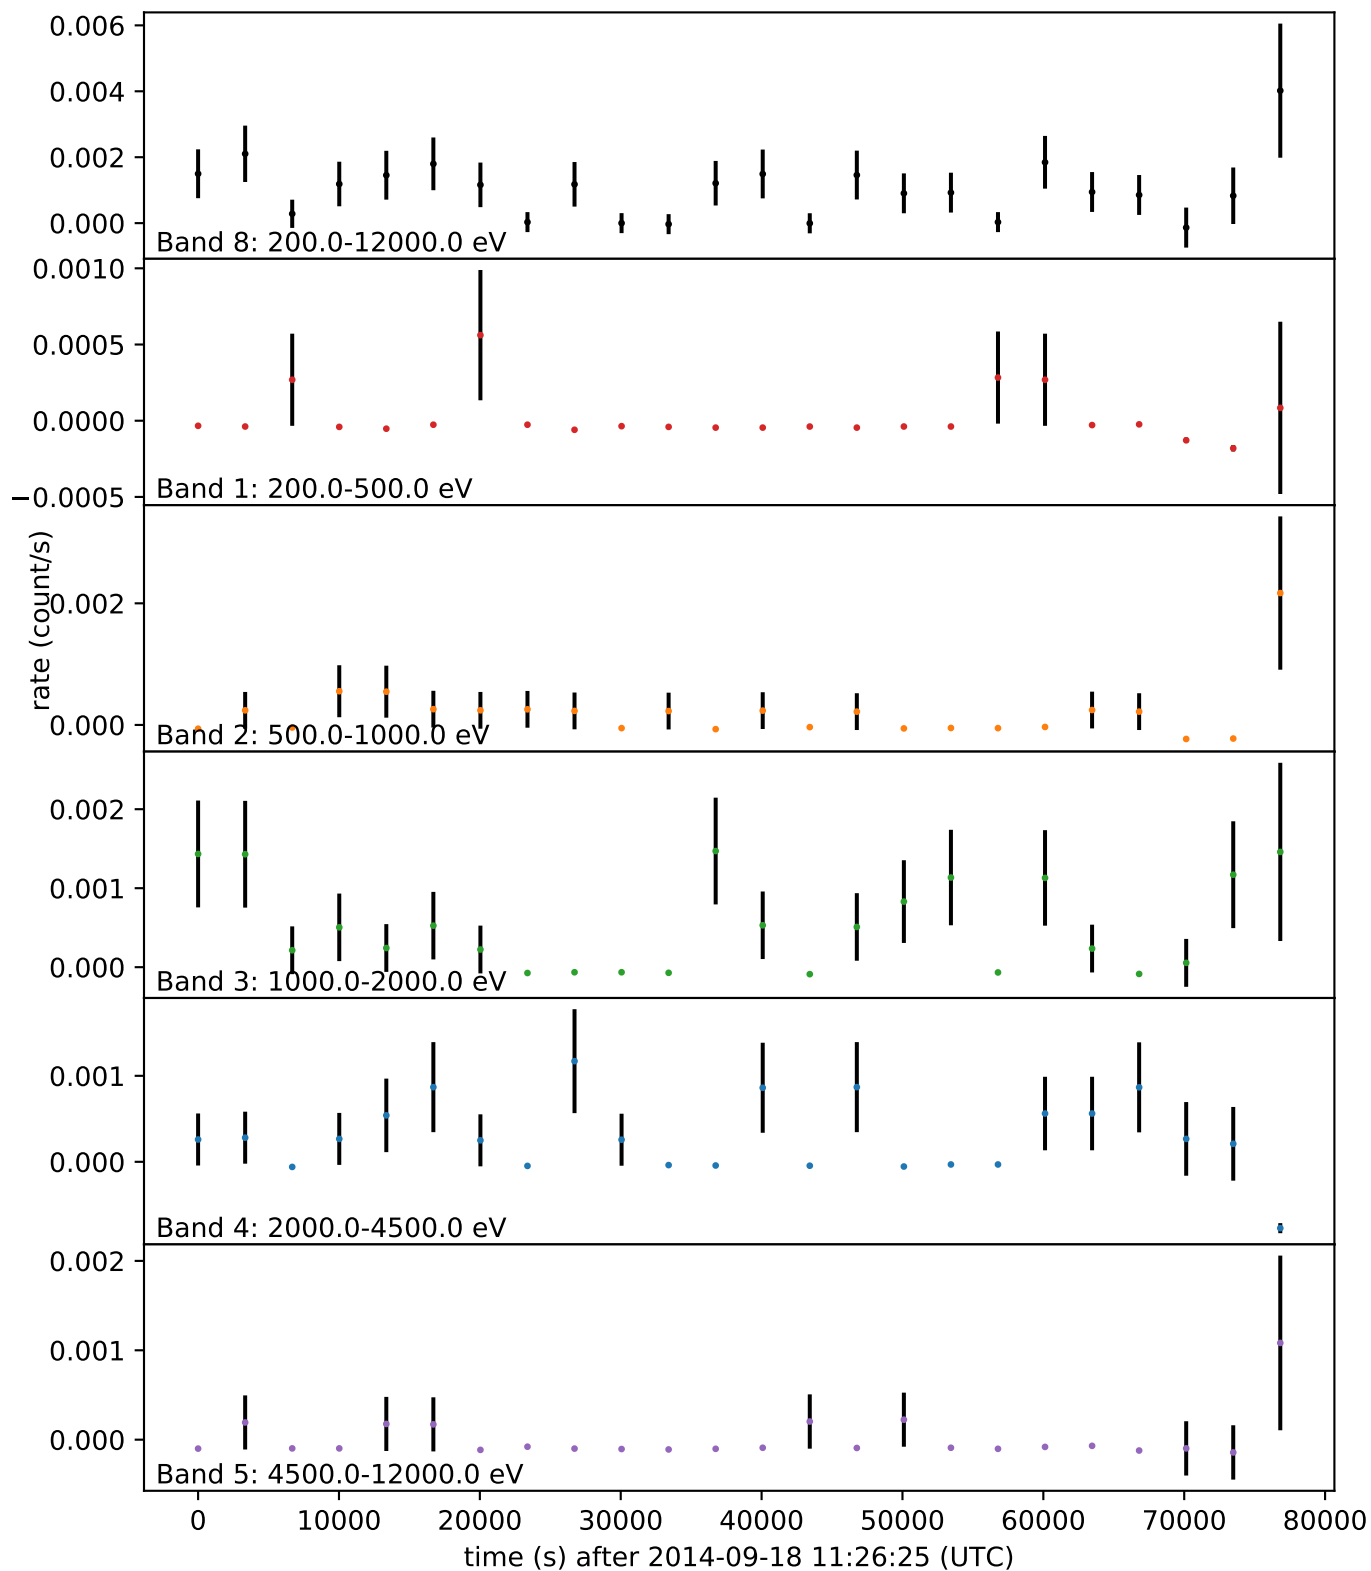 0.006
0.004
0.002
0.000
Band 8: 200.0-12000.0 eV
0.0010
0.0005
0.0000
−0.0005
Band 1: 200.0-500.0 eV
rate (count/s)
0.002
0.000
Band 2: 500.0-1000.0 eV
0.002
0.001
0.000
Band 3: 1000.0-2000.0 eV
0.001
0.000
Band 4: 2000.0-4500.0 eV
0.002
0.001
0.000
Band 5: 4500.0-12000.0 eV
0 10000 20000 30000 40000 50000 60000 70000 80000
time (s) after 2014-09-18 11:26:25 (UTC)